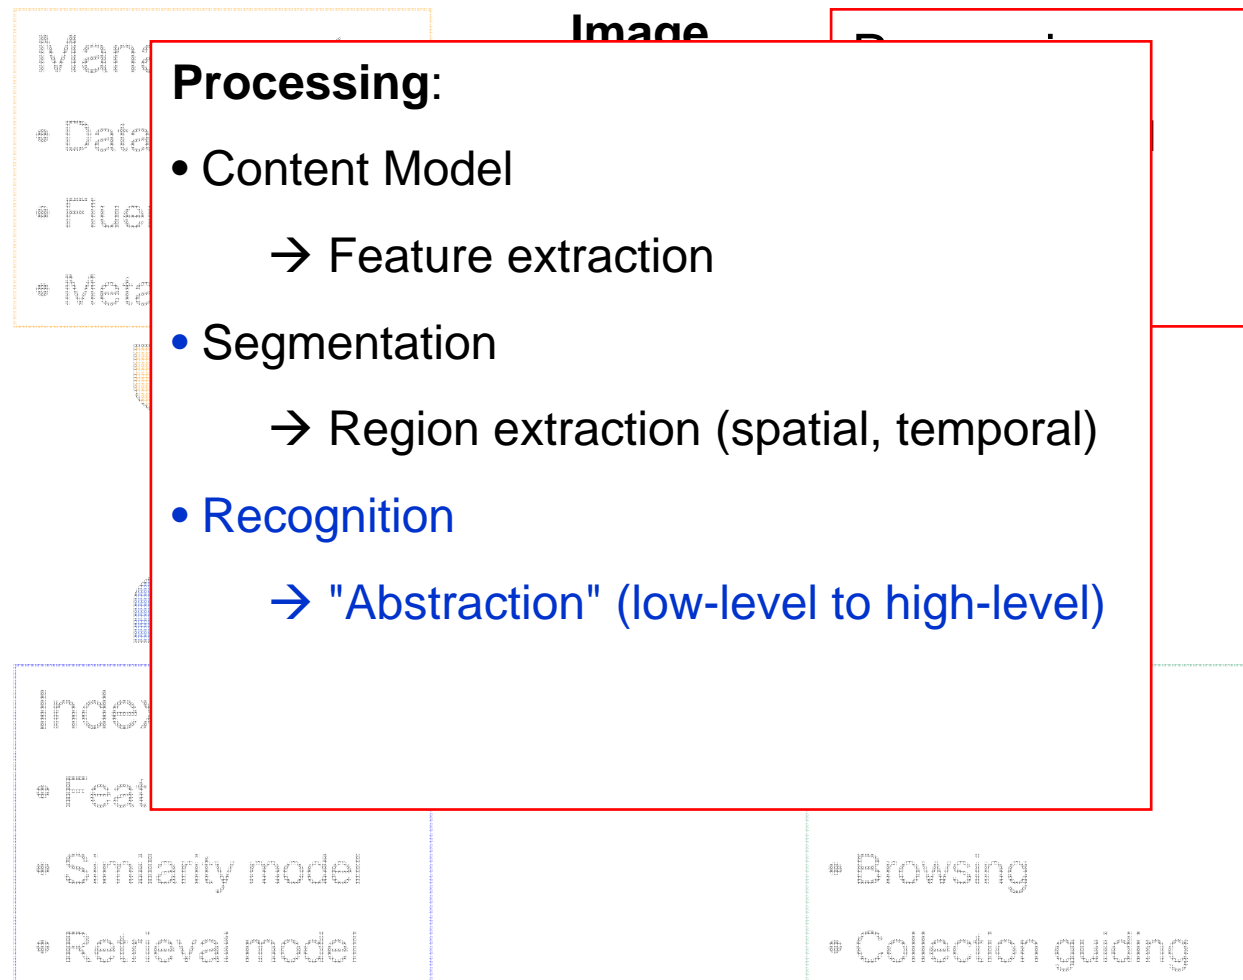 Image
Processing:
• Content Model
→ Feature extraction
• Segmentation
→ Region extraction (spatial, temporal)
• Recognition
→ "Abstraction" (low-level to high-level)
• Similarity model
• Retrieval model
• Browsing
• Collection guiding